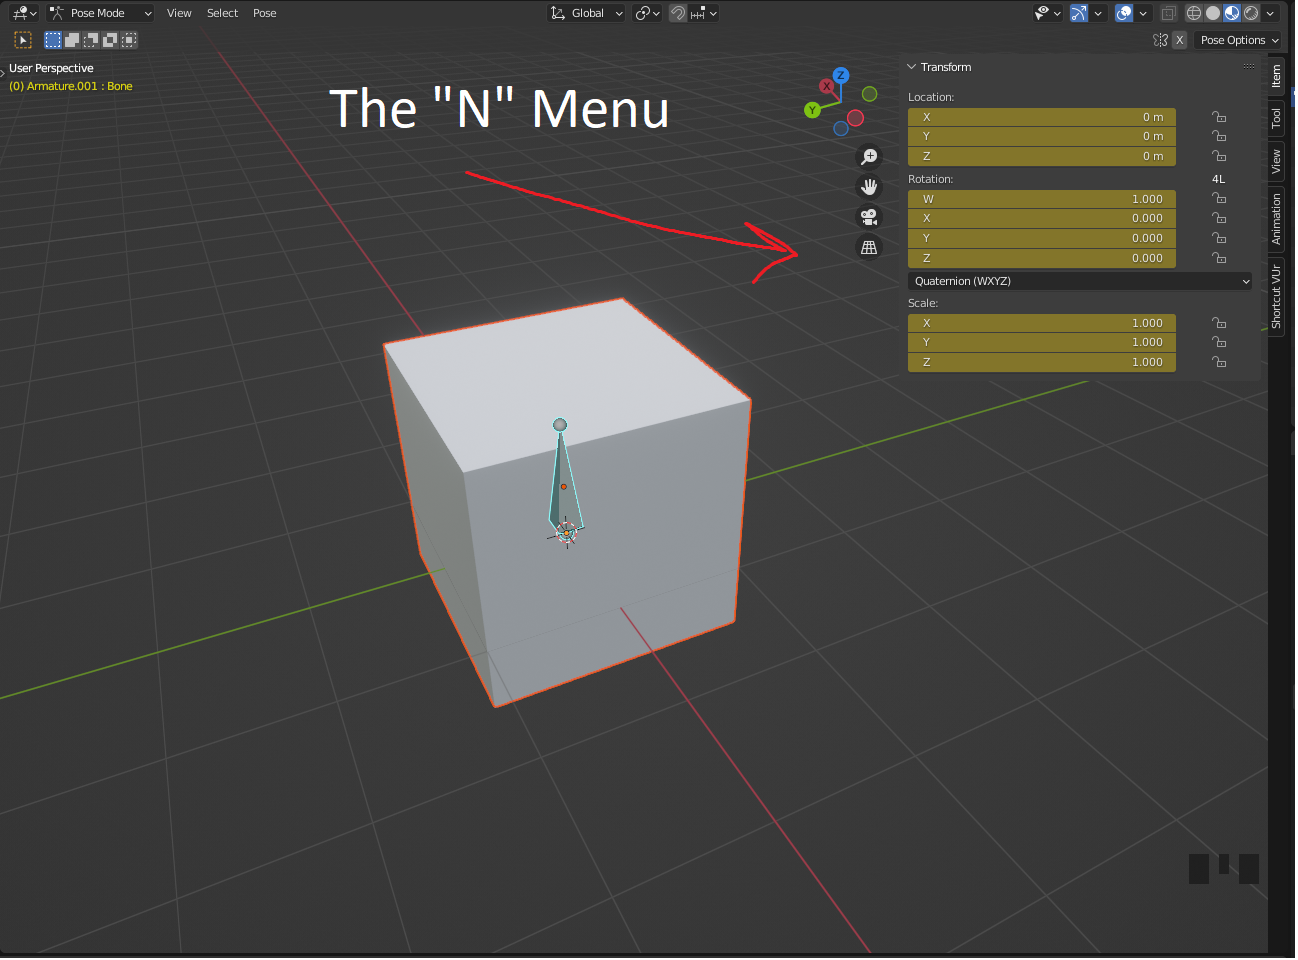 Pose Mode View Select Pose Global
X Pose Options
User Perspective
(0) Armature.001 : Bone
The "N" Menu
Z
X
Y
Transform
Location:
X 0 m
Y 0 m
Z 0 m
Rotation: 4L
W 1.000
X 0.000
Y 0.000
Z 0.000
Quaternion (WXYZ)
Scale:
X 1.000
Y 1.000
Z 1.000
Item
Tool
View
Animation
Shortcut VUr